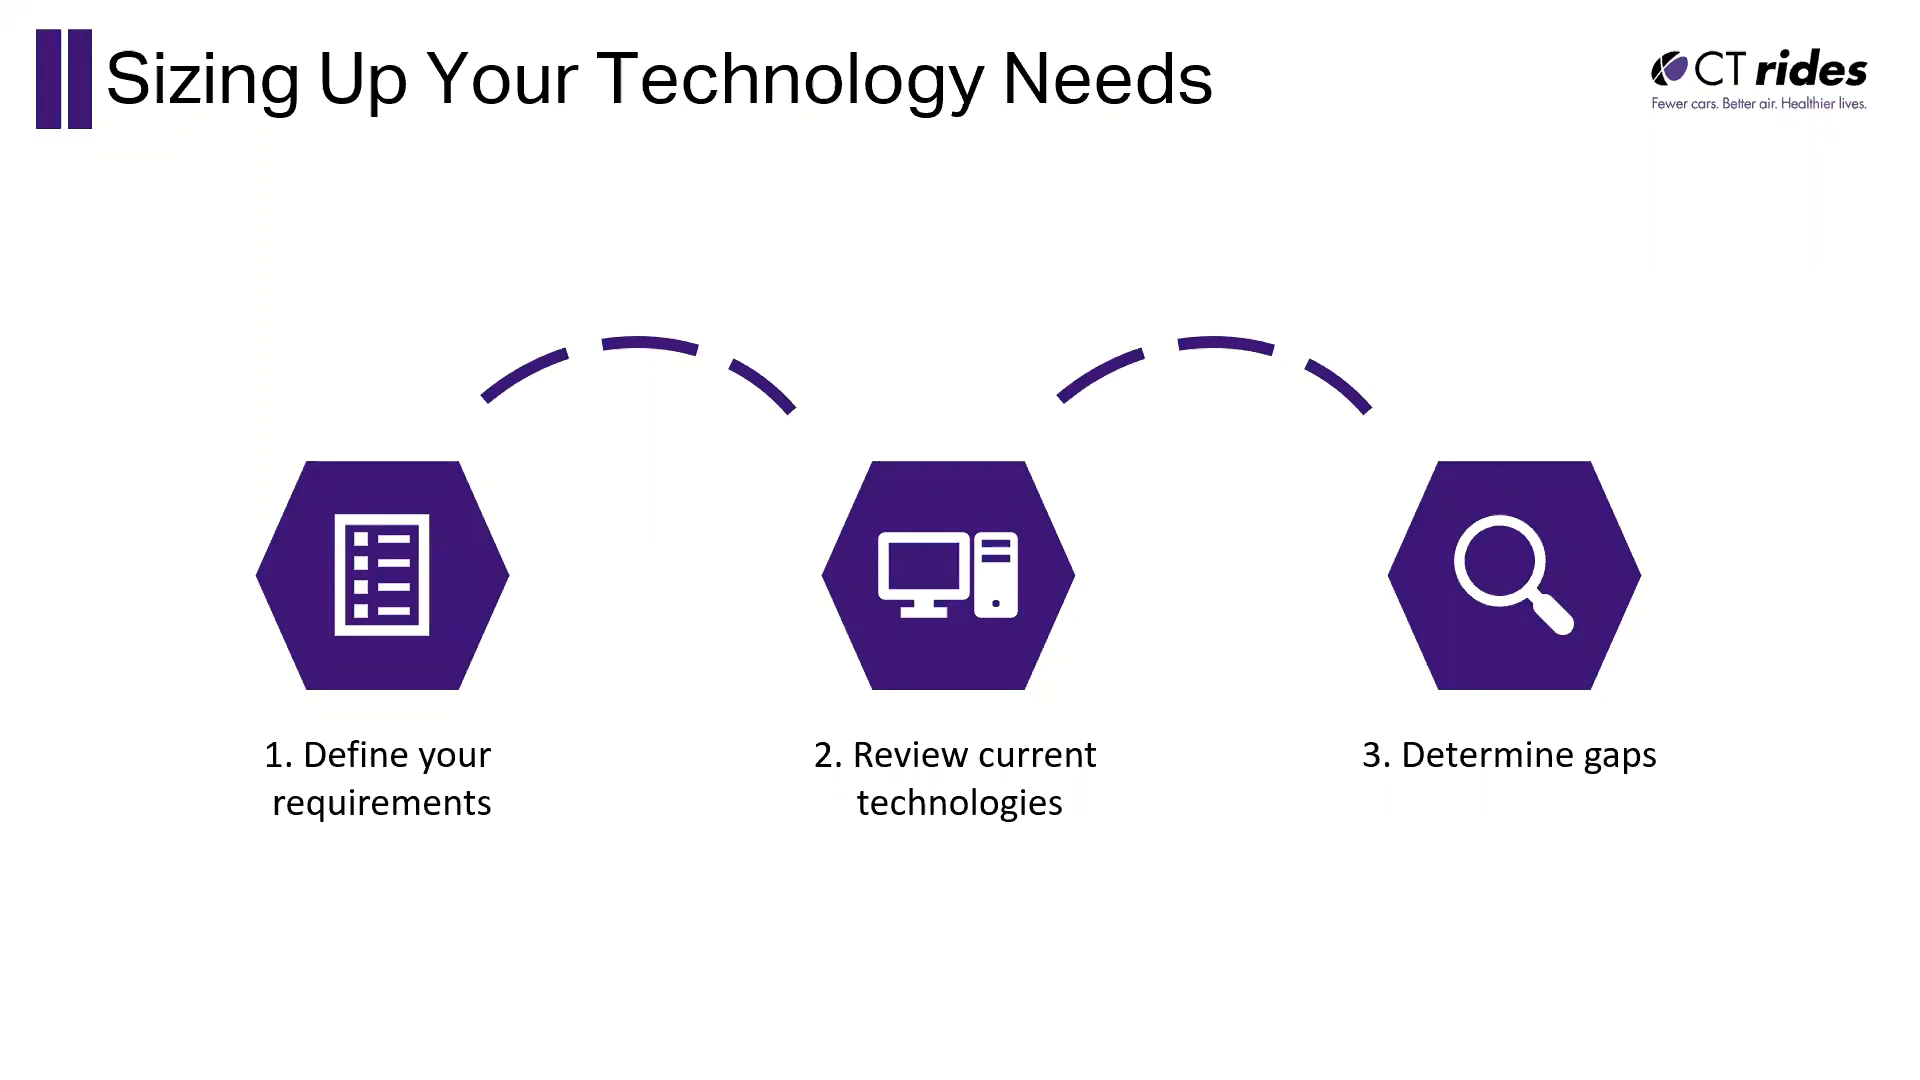 Sizing Up Your Technology Needs
CT rides
Fewer cars. Better air. Healthier lives.
1. Define your
requirements
2. Review current
technologies
3. Determine gaps